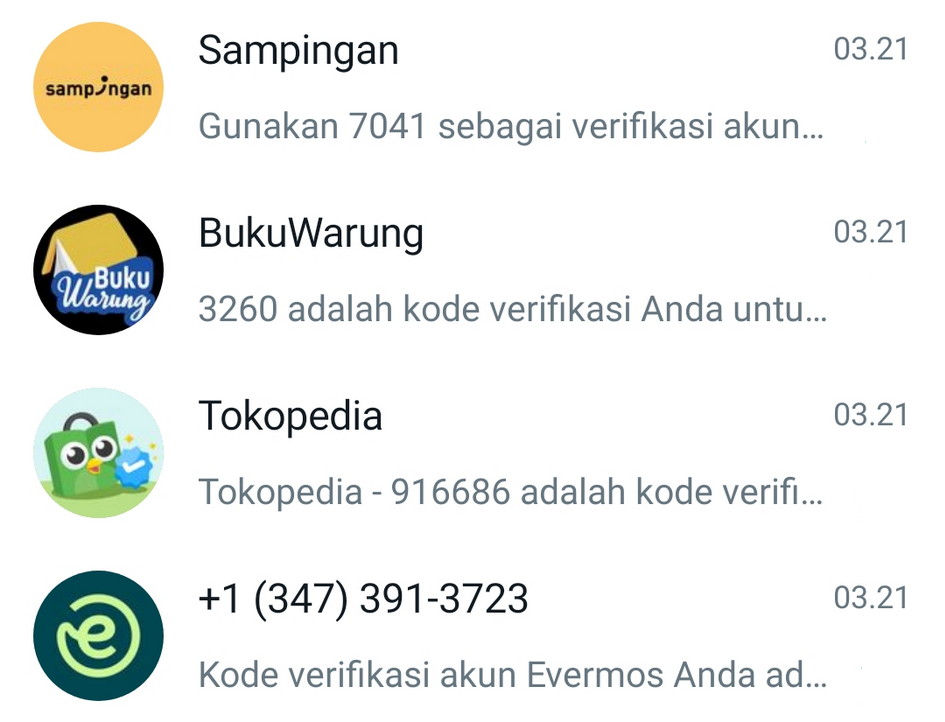 sampingan
Sampingan
03.21
Gunakan 7041 sebagai verifikasi akun...
Buku
Warung
BukuWarung
03.21
3260 adalah kode verifikasi Anda untu...
Tokopedia
03.21
Tokopedia - 916686 adalah kode verifi...
e
+1 (347) 391-3723
03.21
Kode verifikasi akun Evermos Anda ad...